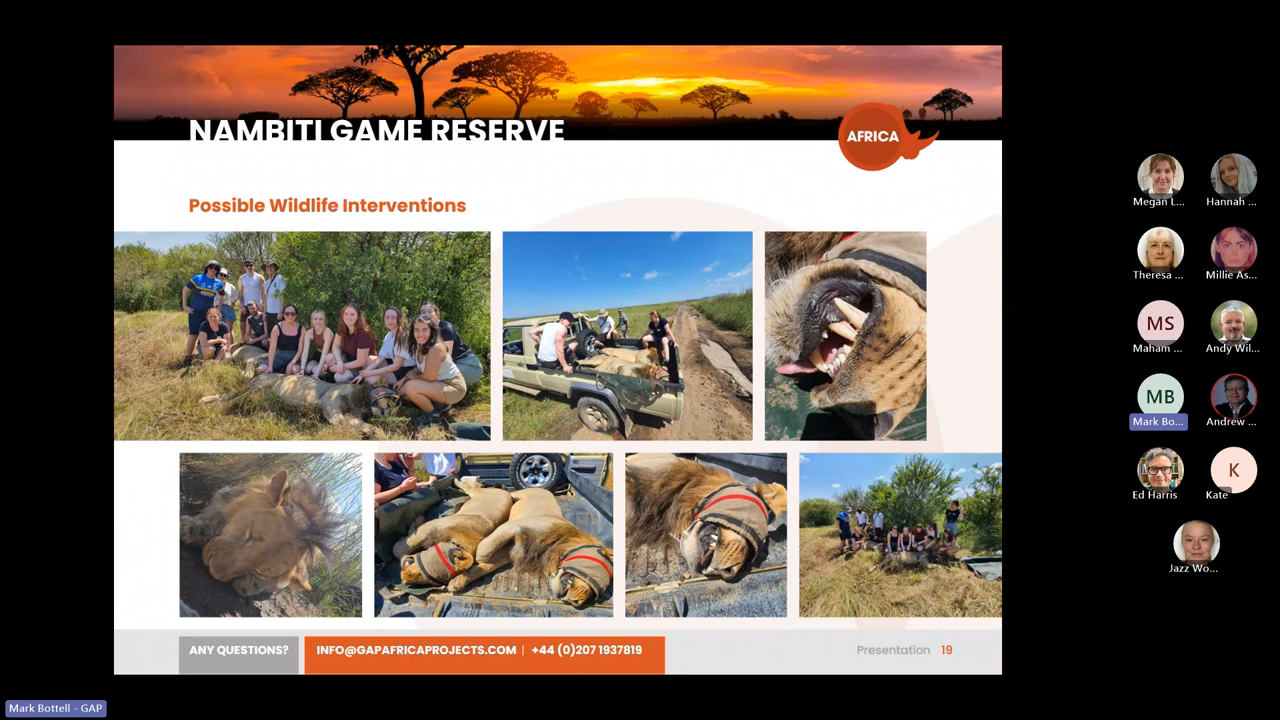 NAMBITI GAME RESERVE
AFRICA
Possible Wildlife Interventions
ANY QUESTIONS?
INFO@GAPAFRICAPROJECTS.COM | +44 (0)207 1937819
Presentation 19
Megan L...
Hannah ...
Theresa ...
Millie As...
MS
Maham ...
Andy Wil...
MB
Mark Bo...
Andrew ...
Ed Harris
K
Kate
Jazz Wo...
Mark Bottell - GAP